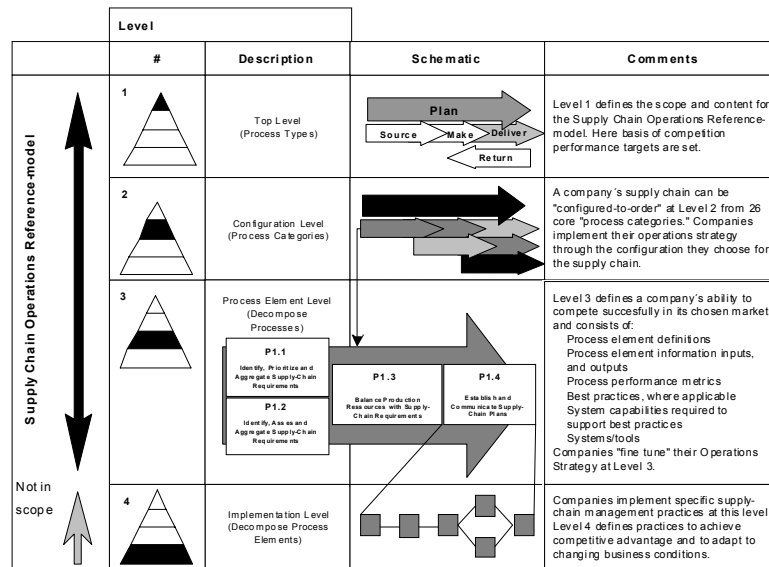 Level
#
Description
Schematic
Comments
Supply Chain Operations Reference-model
Not in
scope
1
Top Level
(Process Types)
Plan
Source
Make
Deliver
Return
Level 1 defines the scope and content for
the Supply Chain Operations Reference-
model. Here basis of competition
performance targets are set.
2
Configuration Level
(Process Categories)
A company´s supply chain can be
"configured-to-order" at Level 2 from 26
core "process categories." Companies
implement their operations strategy
through the configuration they choose for
the supply chain.
3
Process Element Level
(Decompose
Processes)
P1.1
Identify, Prioritize and
Aggregate Supply-Chain
Requirements
P1.2
Identify, Asses and
Aggregate Supply-Chain
Requirements
P1.3
Balance Production
Ressources with Supply-
Chain Requirements
P1.4
Establish and
Communicate Supply-
Chain Plans
Level 3 defines a company´s ability to
compete succesfully in its chosen market
and consists of:
Process element definitions
Process element information inputs,
and outputs
Process performance metrics
Best practices, where applicable
System capabilities required to
support best practices
Systems/tools
Companies "fine tune" their Operations
Strategy at Level 3.
4
Implementation Level
(Decompose Process
Elements)
Companies implement specific supply-
chain management practices at this level
Level 4 defines practices to achieve
competitive advantage and to adapt to
changing business conditions.